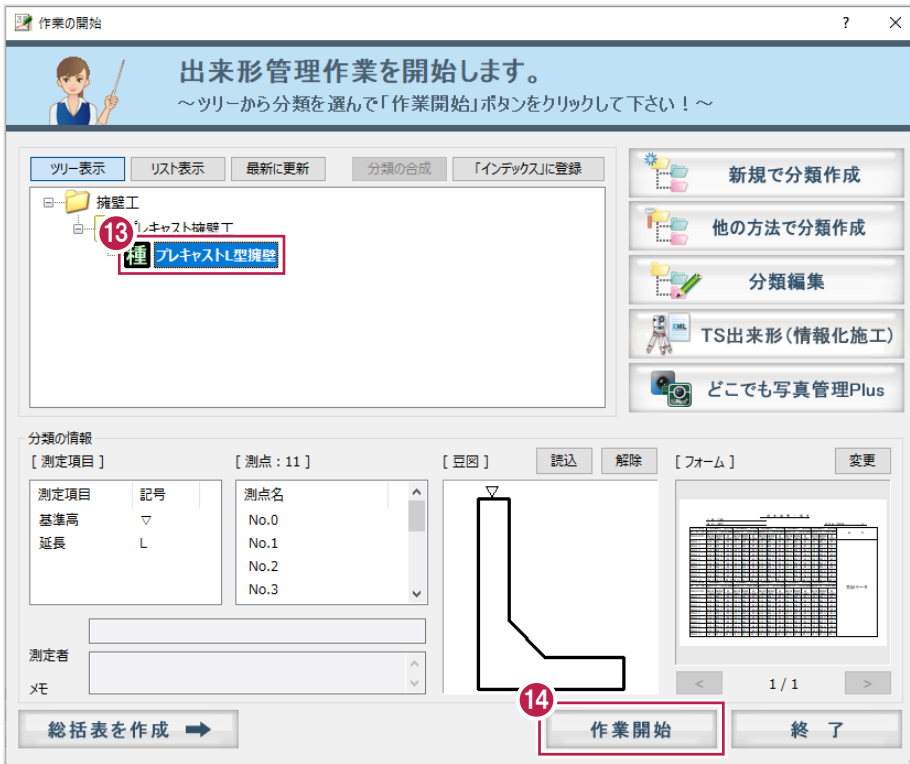 作業の開始
?
×
出来形管理作業を開始します。
～ツリーから分類を選んで「作業開始」ボタンをクリックして下さい！～
ツリー表示
リスト表示
最新に更新
分類の合成
「インデックス」に登録
擁壁工
プレキャスト擁壁工
13
種 プレキャストL型擁壁
新規で分類作成
他の方法で分類作成
分類編集
XML
TS出来形(情報化施工)
どこでも写真管理Plus
分類の情報
[ 測定項目 ]
測定項目 記号
基準高 ▽
延長 L
[ 測点 : 11 ]
測点名
No.0
No.1
No.2
No.3
[ 豆図 ]
読込
解除
[ フォーム ]
変更
測定者
メモ
< 1 / 1 >
14
総括表を作成 ➡
作業開始
終 了